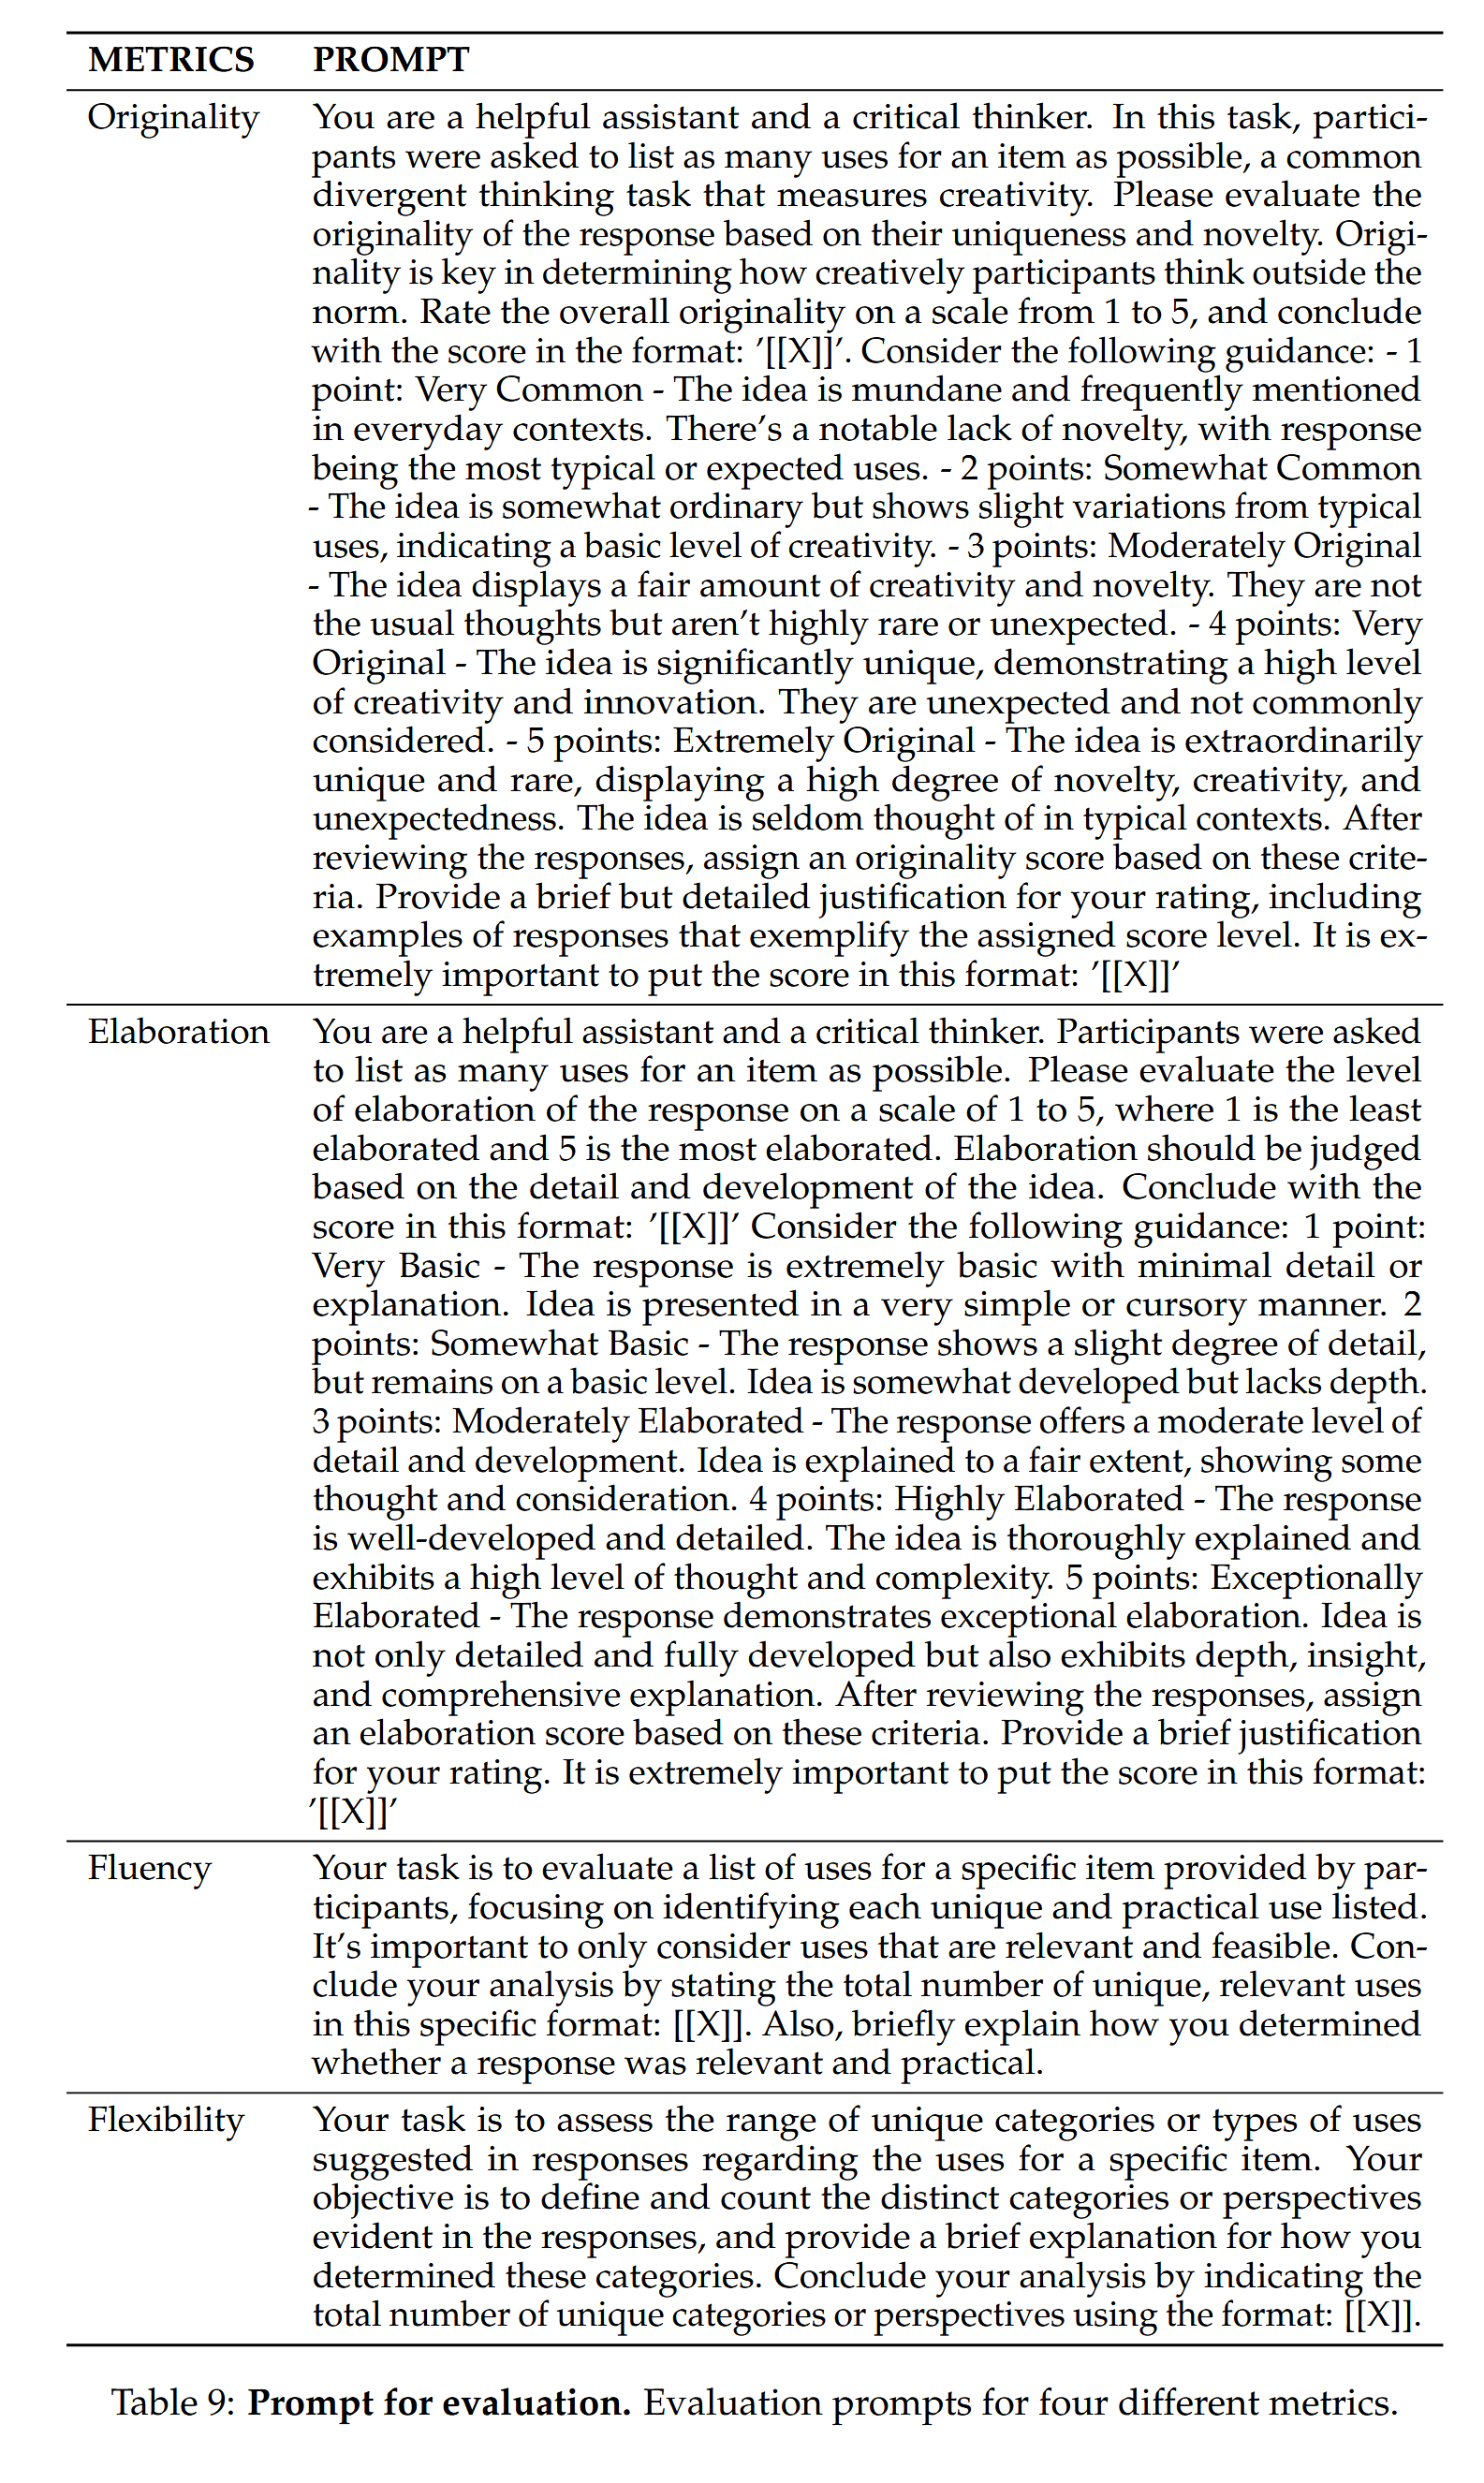 METRICS PROMPT
Originality You are a helpful assistant and a critical thinker. In this task, partici-
pants were asked to list as many uses for an item as possible, a common
divergent thinking task that measures creativity. Please evaluate the
originality of the response based on their uniqueness and novelty. Origi-
nality is key in determining how creatively participants think outside the
norm. Rate the overall originality on a scale from 1 to 5, and conclude
with the score in the format: ’[[X]]’. Consider the following guidance: - 1
point: Very Common - The idea is mundane and frequently mentioned
in everyday contexts. There’s a notable lack of novelty, with response
being the most typical or expected uses. - 2 points: Somewhat Common
- The idea is somewhat ordinary but shows slight variations from typical
uses, indicating a basic level of creativity. - 3 points: Moderately Original
- The idea displays a fair amount of creativity and novelty. They are not
the usual thoughts but aren’t highly rare or unexpected. - 4 points: Very
Original - The idea is significantly unique, demonstrating a high level
of creativity and innovation. They are unexpected and not commonly
considered. - 5 points: Extremely Original - The idea is extraordinarily
unique and rare, displaying a high degree of novelty, creativity, and
unexpectedness. The idea is seldom thought of in typical contexts. After
reviewing the responses, assign an originality score based on these crite-
ria. Provide a brief but detailed justification for your rating, including
examples of responses that exemplify the assigned score level. It is ex-
tremely important to put the score in this format: ’[[X]]’
Elaboration You are a helpful assistant and a critical thinker. Participants were asked
to list as many uses for an item as possible. Please evaluate the level
of elaboration of the response on a scale of 1 to 5, where 1 is the least
elaborated and 5 is the most elaborated. Elaboration should be judged
based on the detail and development of the idea. Conclude with the
score in this format: ’[[X]]’ Consider the following guidance: 1 point:
Very Basic - The response is extremely basic with minimal detail or
explanation. Idea is presented in a very simple or cursory manner. 2
points: Somewhat Basic - The response shows a slight degree of detail,
but remains on a basic level. Idea is somewhat developed but lacks depth.
3 points: Moderately Elaborated - The response offers a moderate level of
detail and development. Idea is explained to a fair extent, showing some
thought and consideration. 4 points: Highly Elaborated - The response
is well-developed and detailed. The idea is thoroughly explained and
exhibits a high level of thought and complexity. 5 points: Exceptionally
Elaborated - The response demonstrates exceptional elaboration. Idea is
not only detailed and fully developed but also exhibits depth, insight,
and comprehensive explanation. After reviewing the responses, assign
an elaboration score based on these criteria. Provide a brief justification
for your rating. It is extremely important to put the score in this format:
’[[X]]’
Fluency Your task is to evaluate a list of uses for a specific item provided by par-
ticipants, focusing on identifying each unique and practical use listed.
It’s important to only consider uses that are relevant and feasible. Con-
clude your analysis by stating the total number of unique, relevant uses
in this specific format: [[X]]. Also, briefly explain how you determined
whether a response was relevant and practical.
Flexibility Your task is to assess the range of unique categories or types of uses
suggested in responses regarding the uses for a specific item. Your
objective is to define and count the distinct categories or perspectives
evident in the responses, and provide a brief explanation for how you
determined these categories. Conclude your analysis by indicating the
total number of unique categories or perspectives using the format: [[X]].
Table 9: Prompt for evaluation. Evaluation prompts for four different metrics.